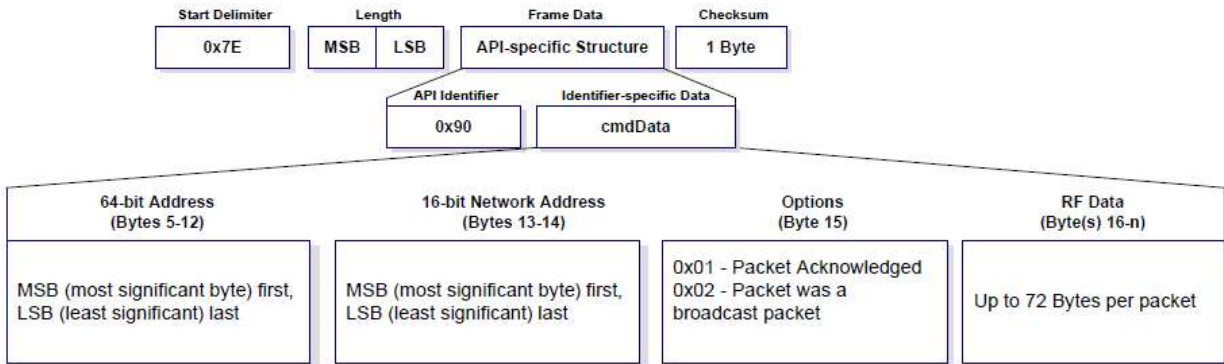 Start Delimiter Length Frame Data Checksum
0x7E MSB LSB API-specific Structure 1 Byte
API Identifier Identifier-specific Data
0x90 cmdData
64-bit Address
(Bytes 5-12)
MSB (most significant byte) first,
LSB (least significant) last
16-bit Network Address
(Bytes 13-14)
MSB (most significant byte) first,
LSB (least significant) last
Options
(Byte 15)
0x01 - Packet Acknowledged
0x02 - Packet was a
broadcast packet
RF Data
(Byte(s) 16-n)
Up to 72 Bytes per packet